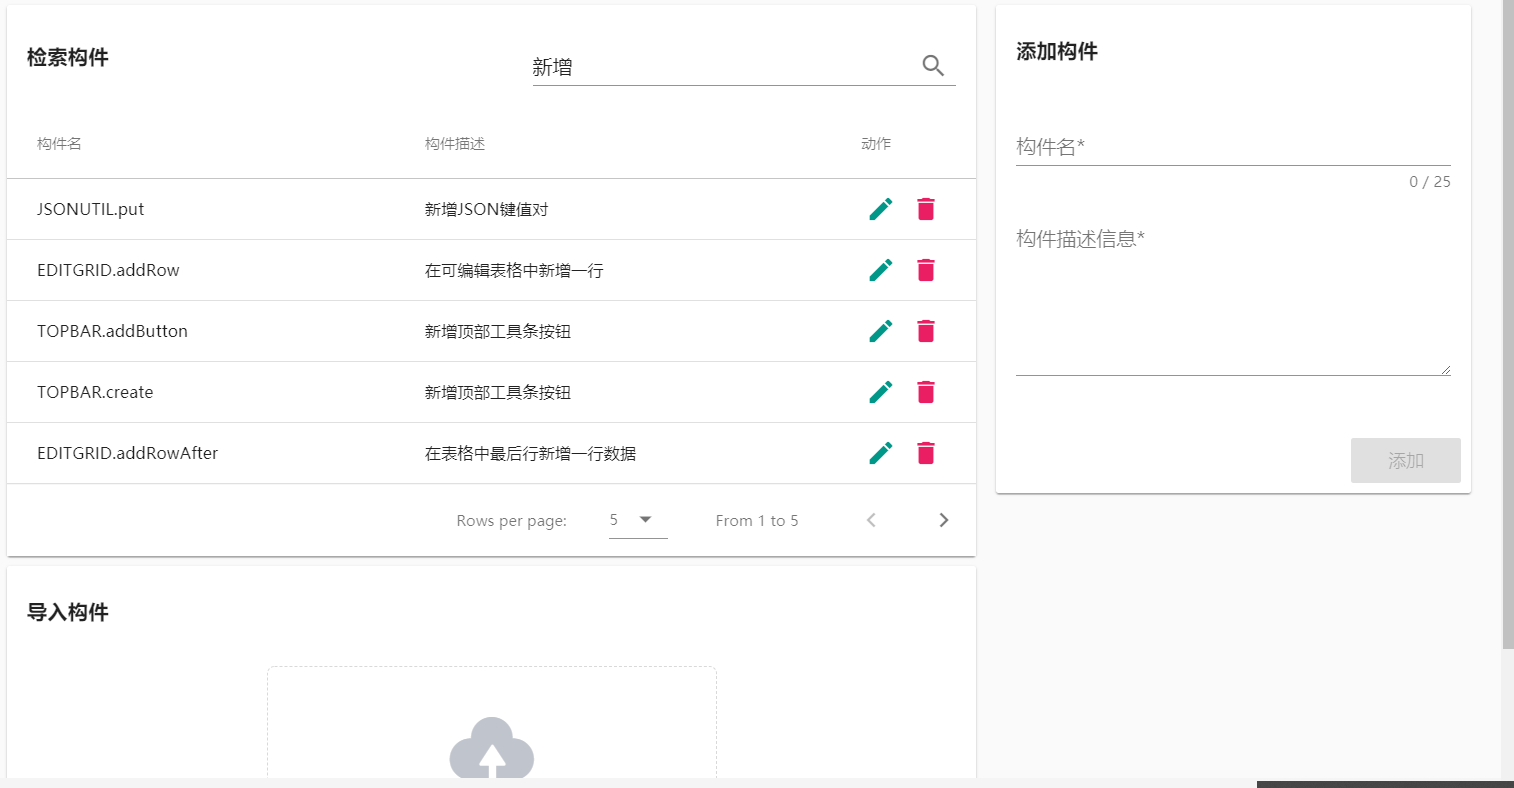 检索构件
新增
构件名 构件描述 动作
JSONUTIL.put 新增JSON键值对
EDITGRID.addRow 在可编辑表格中新增一行
TOPBAR.addButton 新增顶部工具条按钮
TOPBAR.create 新增顶部工具条按钮
EDITGRID.addRowAfter 在表格中最后行新增一行数据
Rows per page: 5 From 1 to 5
导入构件
添加构件
构件名*
0 / 25
构件描述信息*
添加